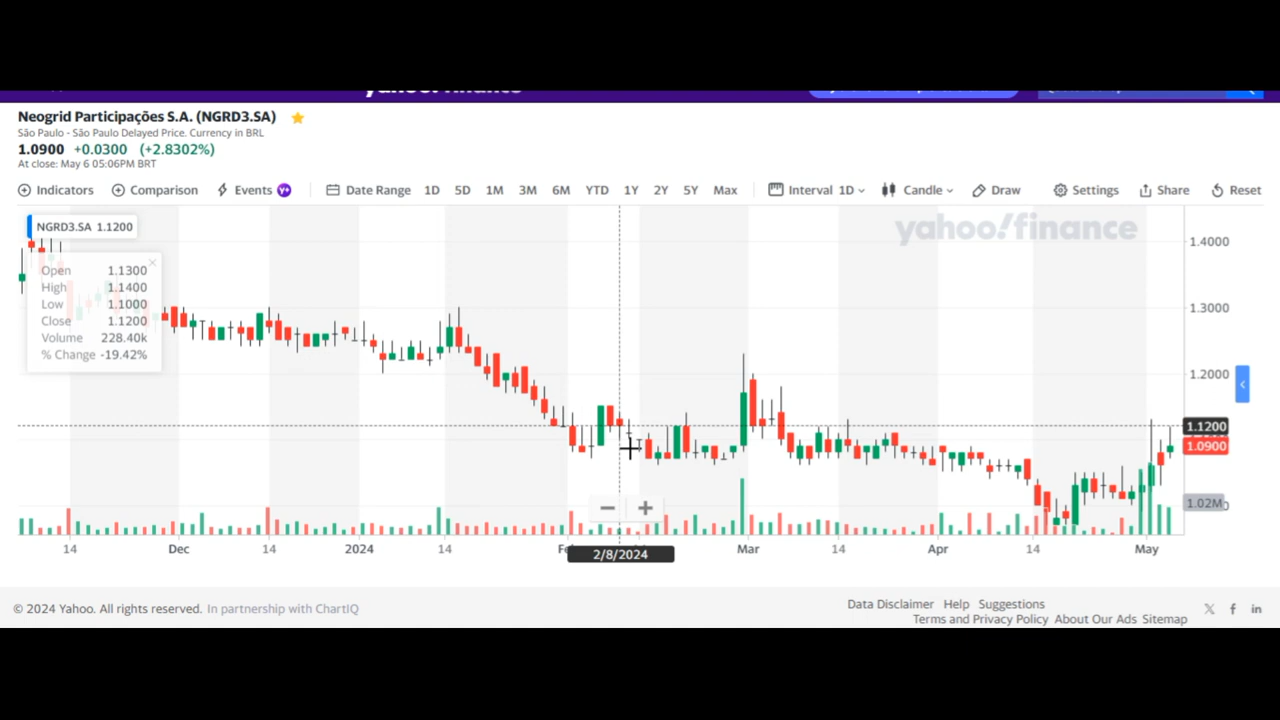 Neogrid Participações S.A. (NGRD3.SA)
São Paulo - São Paulo Delayed Price. Currency in BRL
1.0900 +0.0300 (+2.8302%)
At close: May 6 05:06PM BRT
Indicators Comparison Events Y+ Date Range 1D 5D 1M 3M 6M YTD 1Y 2Y 5Y Max Interval 1D Candle Draw Settings Share Reset
NGRD3.SA 1.1200
yahoo!finance
Open 1.1300
High 1.1400
Low 1.1000
Close 1.1200
Volume 228.40k
% Change -19.42%
1.4000
1.3000
1.2000
1.1200
1.0900
1.02M
14 Dec 14 2024 14 Mar 14 Apr 14 May
2/8/2024
© 2024 Yahoo. All rights reserved. In partnership with ChartIQ
Data Disclaimer Help Suggestions
Terms and Privacy Policy About Our Ads Sitemap